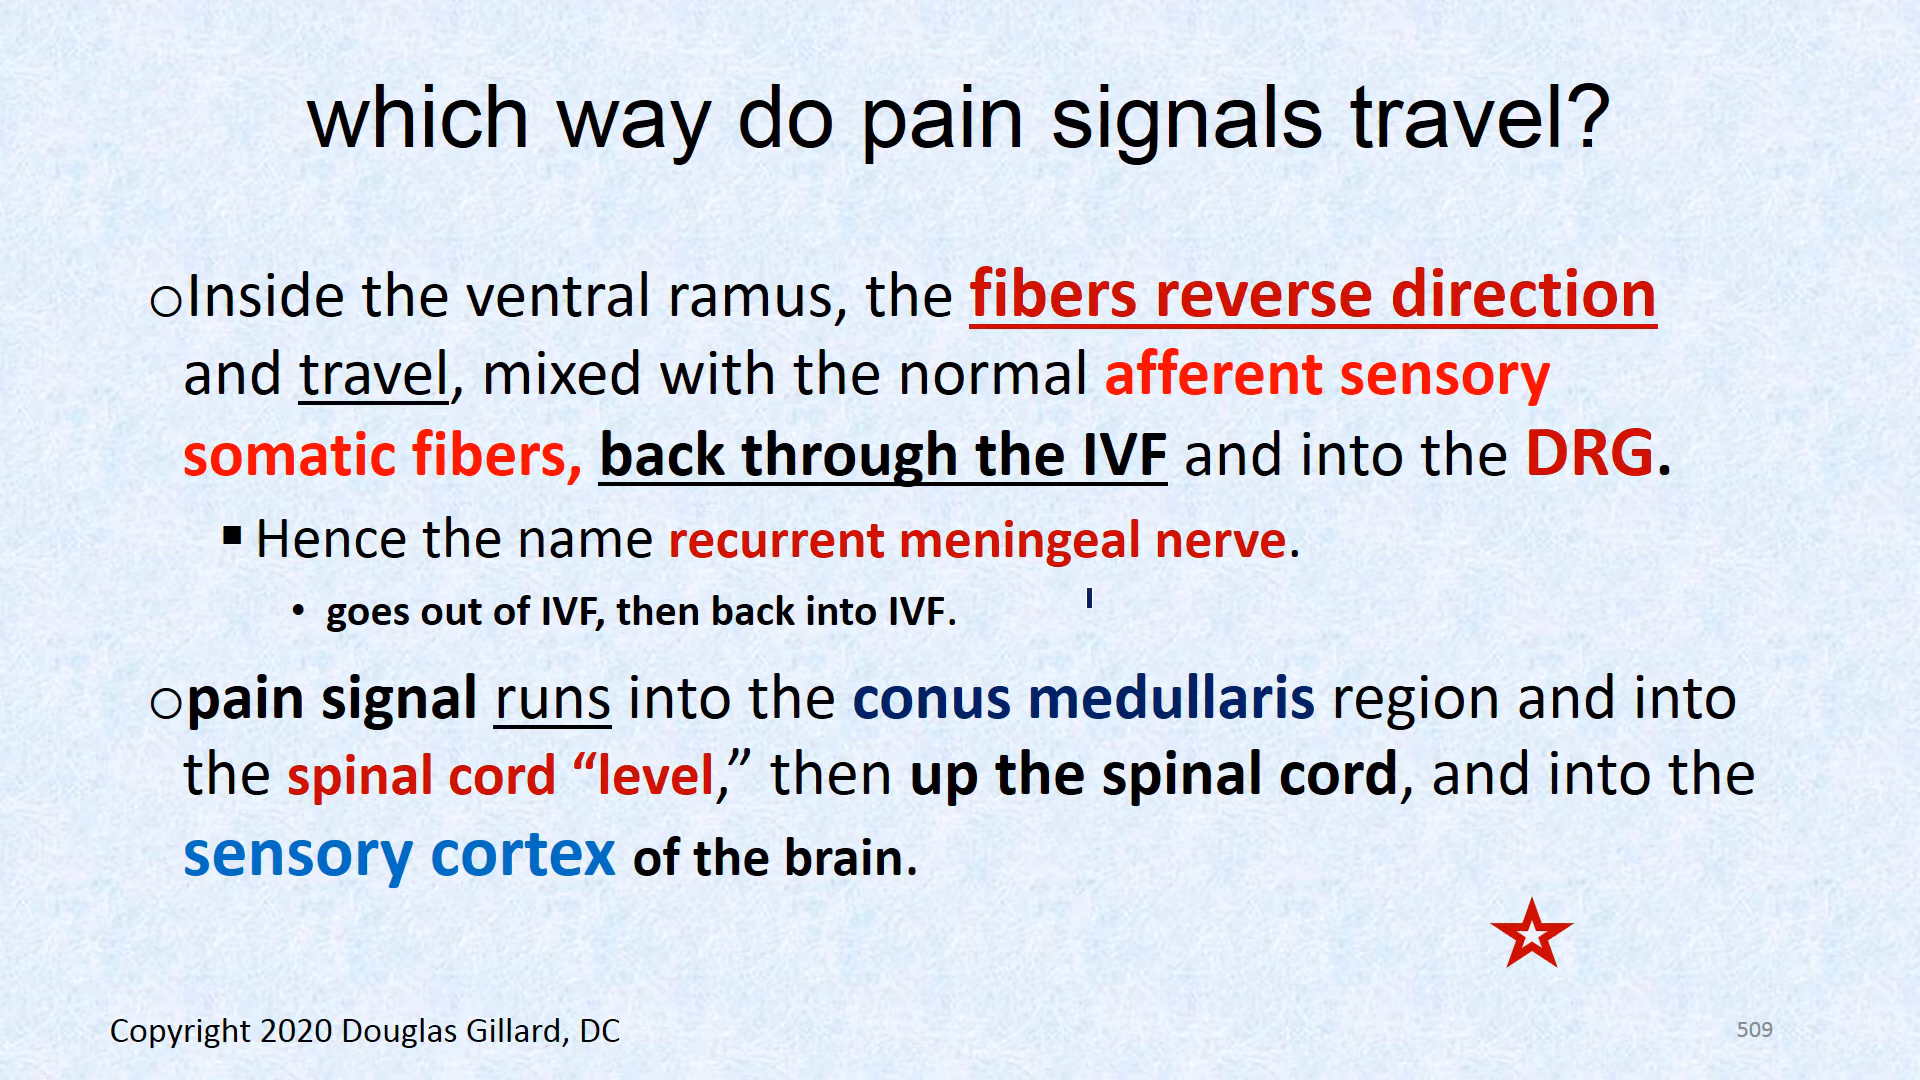 which way do pain signals travel?
○Inside the ventral ramus, the fibers reverse direction
and travel, mixed with the normal afferent sensory
somatic fibers, back through the IVF and into the DRG.
▪ Hence the name recurrent meningeal nerve.
• goes out of IVF, then back into IVF.
○pain signal runs into the conus medullaris region and into
the spinal cord “level,” then up the spinal cord, and into the
sensory cortex of the brain.
Copyright 2020 Douglas Gillard, DC
509